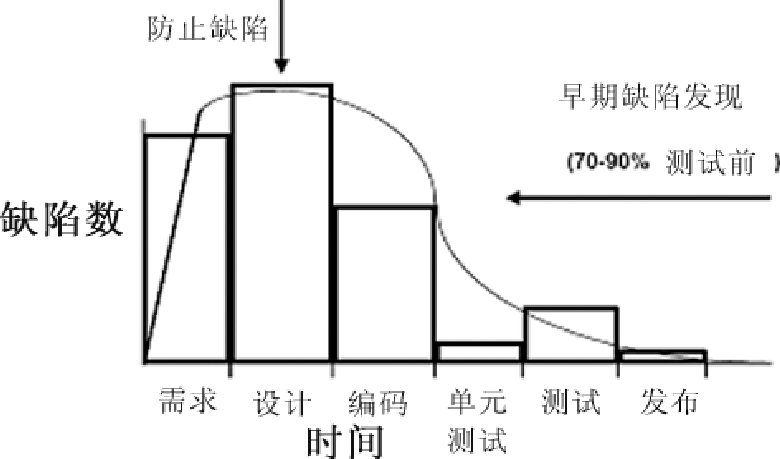 防止缺陷
早期缺陷发现
(70-90% 测试前 )
缺陷数
需求 设计 编码 单元 测试 发布
测试
时间